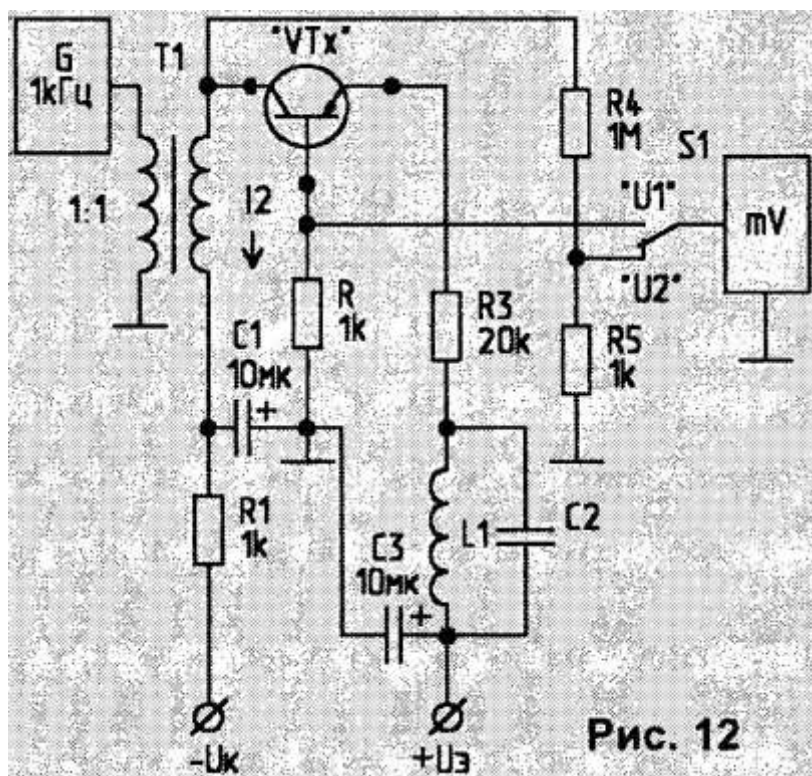 G
1кГц
T1
"VTx"
1:1
I2
R
1k
C1
10мк
+
R1
1k
C3
10мк
+
R3
20k
L1
C2
R4
1M
S1
"U1"
"U2"
mV
R5
1k
-Uк
+Uэ
Рис. 12